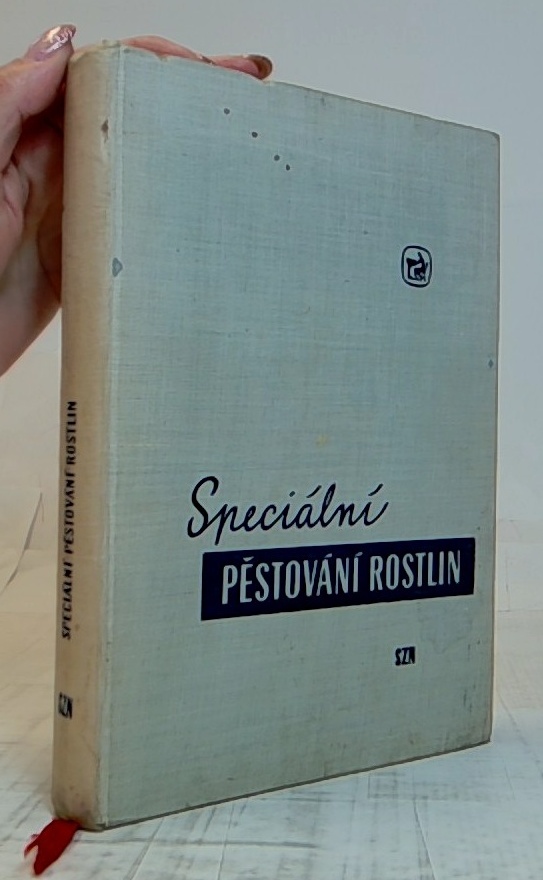 Speciální
PĚSTOVÁNÍ ROSTLIN
SZN
SPECIÁLNÍ PĚSTOVÁNÍ ROSTLIN
SZN